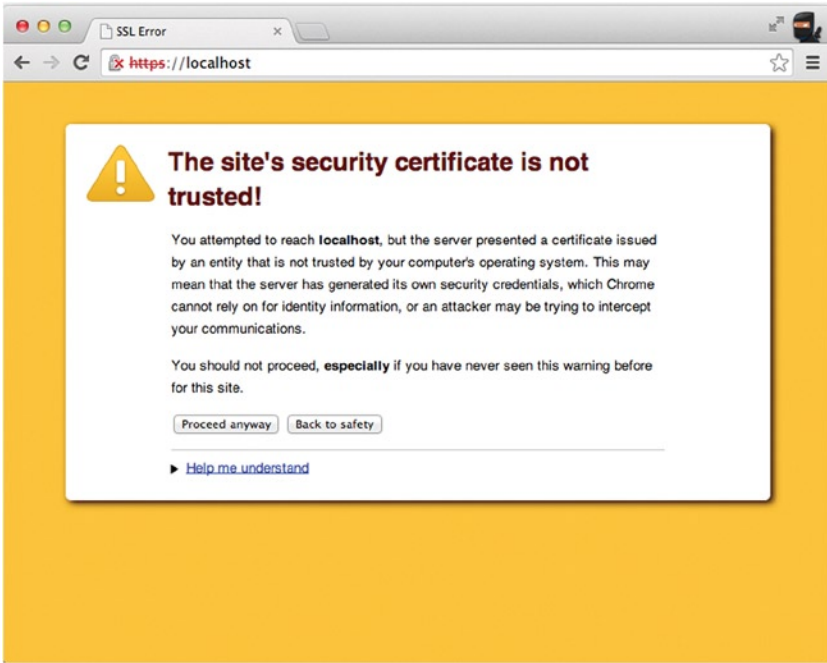 SSL Error
https://localhost
The site's security certificate is not
trusted!
You attempted to reach localhost, but the server presented a certificate issued
by an entity that is not trusted by your computer's operating system. This may
mean that the server has generated its own security credentials, which Chrome
cannot rely on for identity information, or an attacker may be trying to intercept
your communications.
You should not proceed, especially if you have never seen this warning before
for this site.
Proceed anyway Back to safety
Help me understand